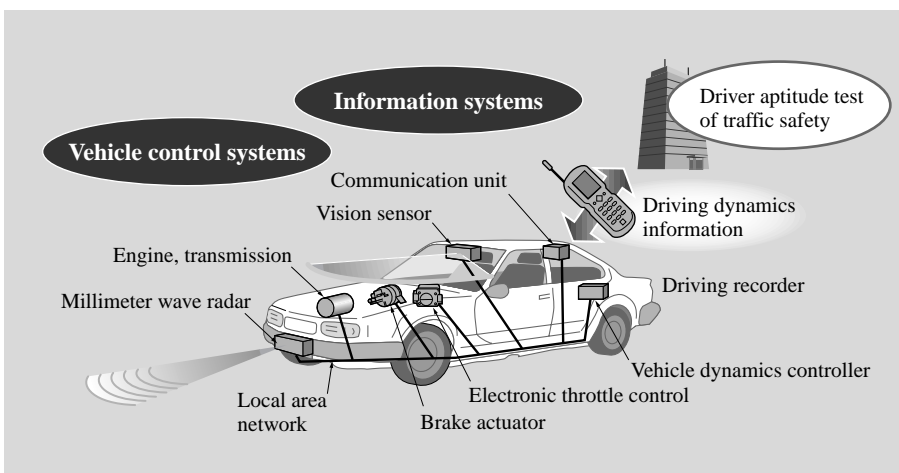 Information systems
Driver aptitude test
of traffic safety
Vehicle control systems
Communication unit
Vision sensor
Driving dynamics
information
Engine, transmission
Driving recorder
Millimeter wave radar
Vehicle dynamics controller
Local area
network
Electronic throttle control
Brake actuator